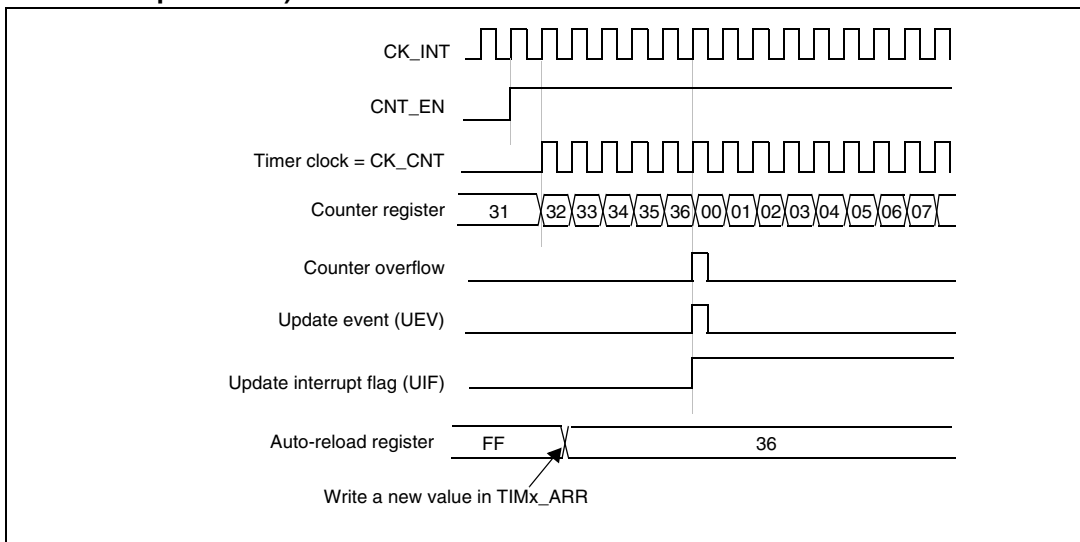 CK_INT
CNT_EN
Timer clock = CK_CNT
Counter register 31 32 33 34 35 36 00 01 02 03 04 05 06 07
Counter overflow
Update event (UEV)
Update interrupt flag (UIF)
Auto-reload register FF 36
Write a new value in TIMx_ARR